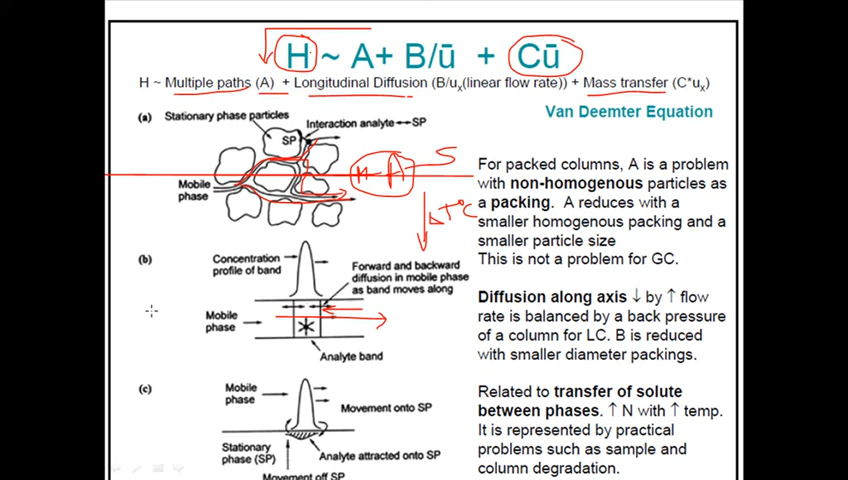 H ~ A+ B/ū + Cū
H ~ Multiple paths (A) + Longitudinal Diffusion (B/uₓ(linear flow rate)) + Mass transfer (C*uₓ)
Van Deemter Equation
(a) Stationary phase particles
Interaction analyte ↔ SP
SP
Mobile
phase
H - A - S
ΔT°C
For packed columns, A is a problem
with non-homogenous particles as
a packing. A reduces with a
smaller homogenous packing and a
smaller particle size
This is not a problem for GC.
(b)
Concentration
profile of band
Forward and backward
diffusion in mobile phase
as band moves along
Mobile
phase
Analyte band
Diffusion along axis ↓ by ↑ flow
rate is balanced by a back pressure
of a column for LC. B is reduced
with smaller diameter packings.
(c)
Mobile
phase
Movement onto SP
Stationary
phase (SP)
Analyte attracted onto SP
Movement off SP
Related to transfer of solute
between phases. ↑ N with ↑ temp.
It is represented by practical
problems such as sample and
column degradation.